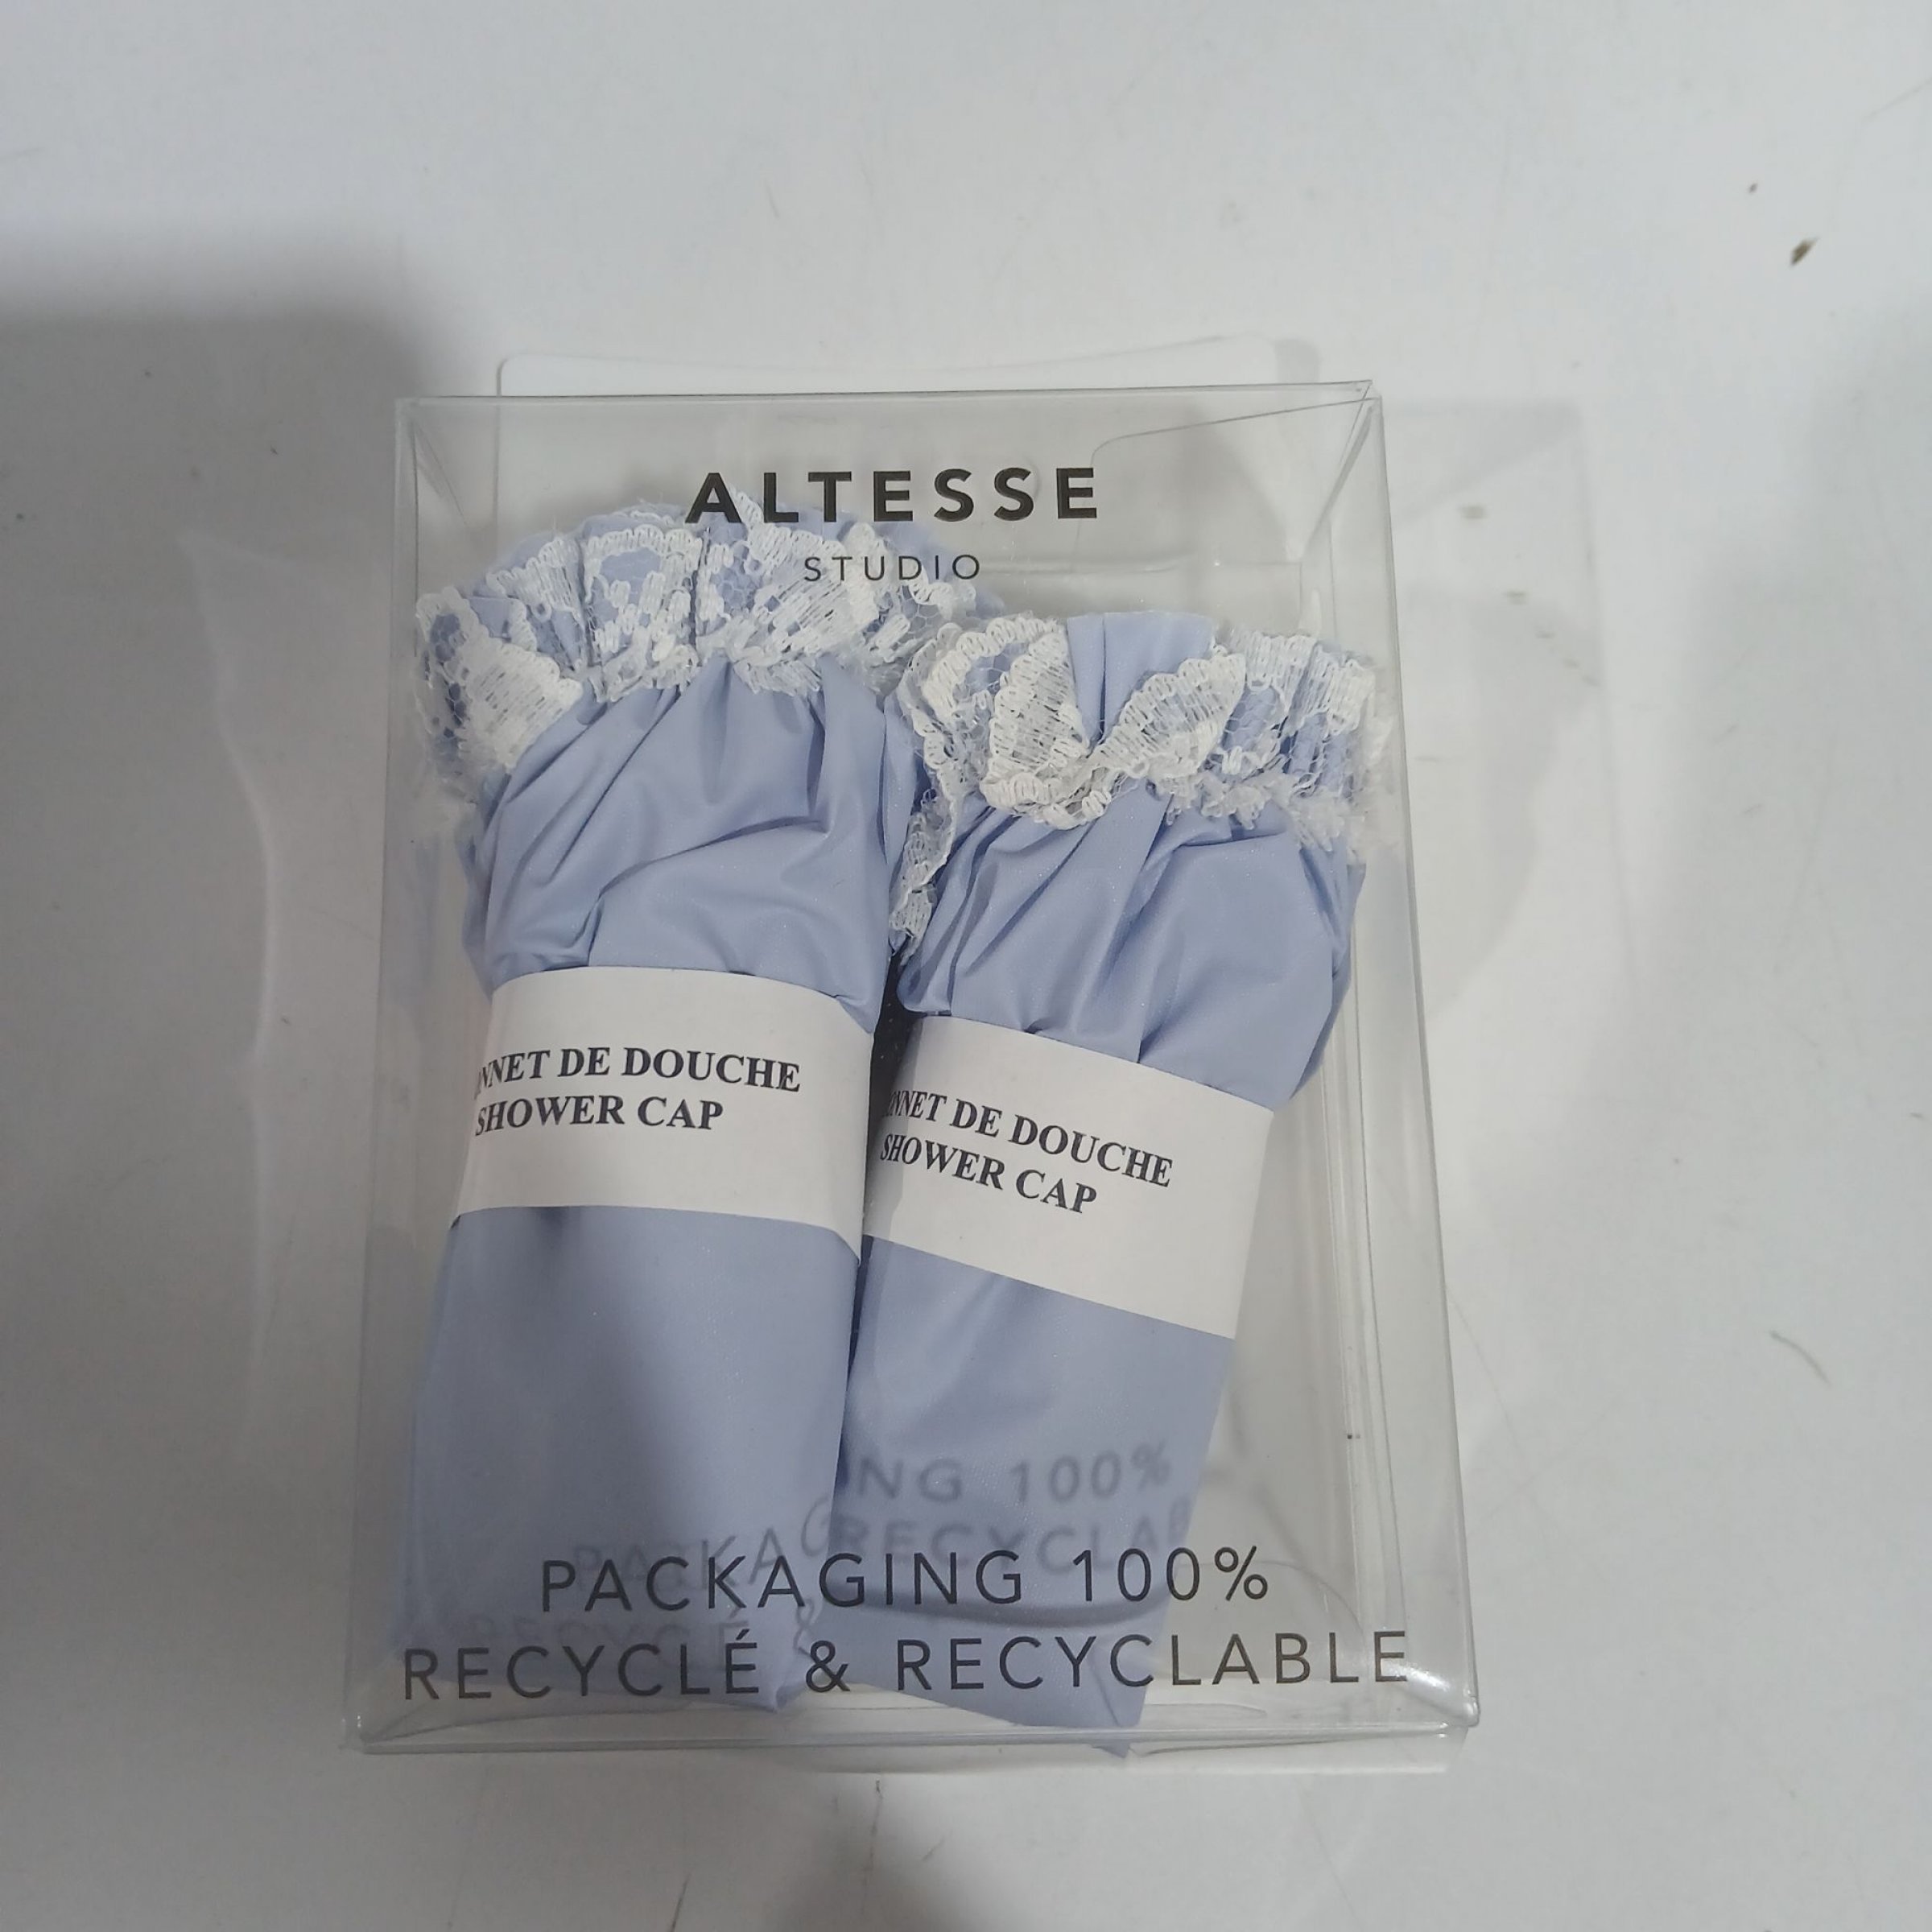 ALTESSE
STUDIO
NNET DE DOUCHE
SHOWER CAP
NNET DE DOUCHE
SHOWER CAP
PACKAGING 100%
RECYCLÉ & RECYCLABLE